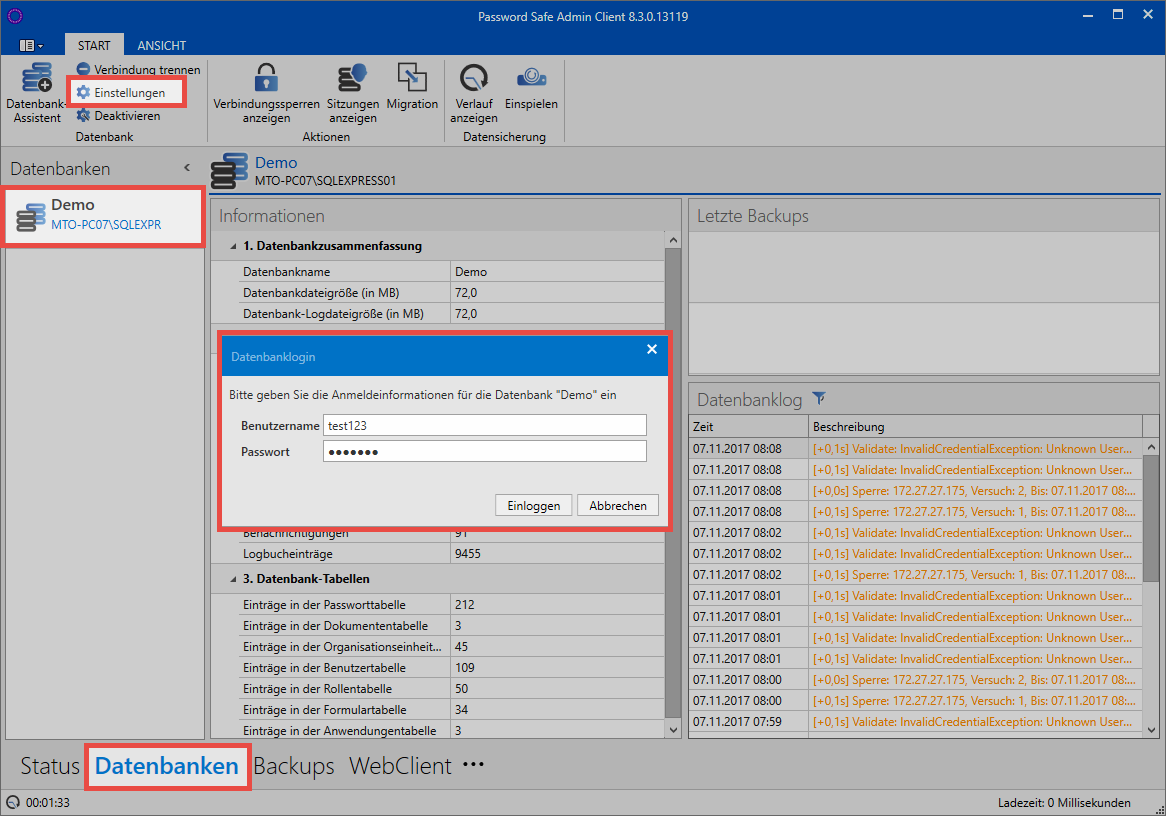 Password Safe Admin Client 8.3.0.13119
START ANSICHT
Datenbank-
Assistent
Verbindung trennen
Einstellungen
Deaktivieren
Datenbank
Verbindungssperren
anzeigen
Sitzungen
anzeigen
Migration
Aktionen
Verlauf
anzeigen
Einspielen
Datensicherung
Datenbanken
Demo
MTO-PC07\SQLEXPR
Demo
MTO-PC07\SQLEXPRESS01
Informationen
1. Datenbankzusammenfassung
Datenbankname Demo
Datenbankdateigröße (in MB) 72,0
Datenbank-Logdateigröße (in MB) 72,0
Datenbanklogin
Bitte geben Sie die Anmeldeinformationen für die Datenbank "Demo" ein
Benutzername test123
Passwort •••••••
Einloggen Abbrechen
Benachrichtigungen 91
Logbucheinträge 9455
3. Datenbank-Tabellen
Einträge in der Passworttabelle 212
Einträge in der Dokumententabelle 3
Einträge in der Organisationseinheit... 45
Einträge in der Benutzertabelle 109
Einträge in der Rollentabelle 50
Einträge in der Formulartabelle 34
Einträge in der Anwendungentabelle 3
Letzte Backups
Datenbanklog
Zeit Beschreibung
07.11.2017 08:08 [+0,1s] Validate: InvalidCredentialException: Unknown User...
07.11.2017 08:08 [+0,1s] Validate: InvalidCredentialException: Unknown User...
07.11.2017 08:08 [+0,0s] Sperre: 172.27.27.175, Versuch: 2, Bis: 07.11.2017 08:...
07.11.2017 08:08 [+0,1s] Sperre: 172.27.27.175, Versuch: 1, Bis: 07.11.2017 08:...
07.11.2017 08:02 [+0,1s] Validate: InvalidCredentialException: Unknown User...
07.11.2017 08:02 [+0,1s] Validate: InvalidCredentialException: Unknown User...
07.11.2017 08:02 [+0,1s] Sperre: 172.27.27.175, Versuch: 1, Bis: 07.11.2017 08:...
07.11.2017 08:01 [+0,1s] Validate: InvalidCredentialException: Unknown User...
07.11.2017 08:01 [+0,1s] Validate: InvalidCredentialException: Unknown User...
07.11.2017 08:01 [+0,1s] Validate: InvalidCredentialException: Unknown User...
07.11.2017 08:01 [+0,1s] Validate: InvalidCredentialException: Unknown User...
07.11.2017 08:00 [+0,0s] Sperre: 172.27.27.175, Versuch: 2, Bis: 07.11.2017 08:...
07.11.2017 08:00 [+0,1s] Sperre: 172.27.27.175, Versuch: 1, Bis: 07.11.2017 08:...
07.11.2017 07:59 [+0,1s] Validate: InvalidCredentialException: Unknown User...
Status Datenbanken Backups WebClient •••
00:01:33 Ladezeit: 0 Millisekunden